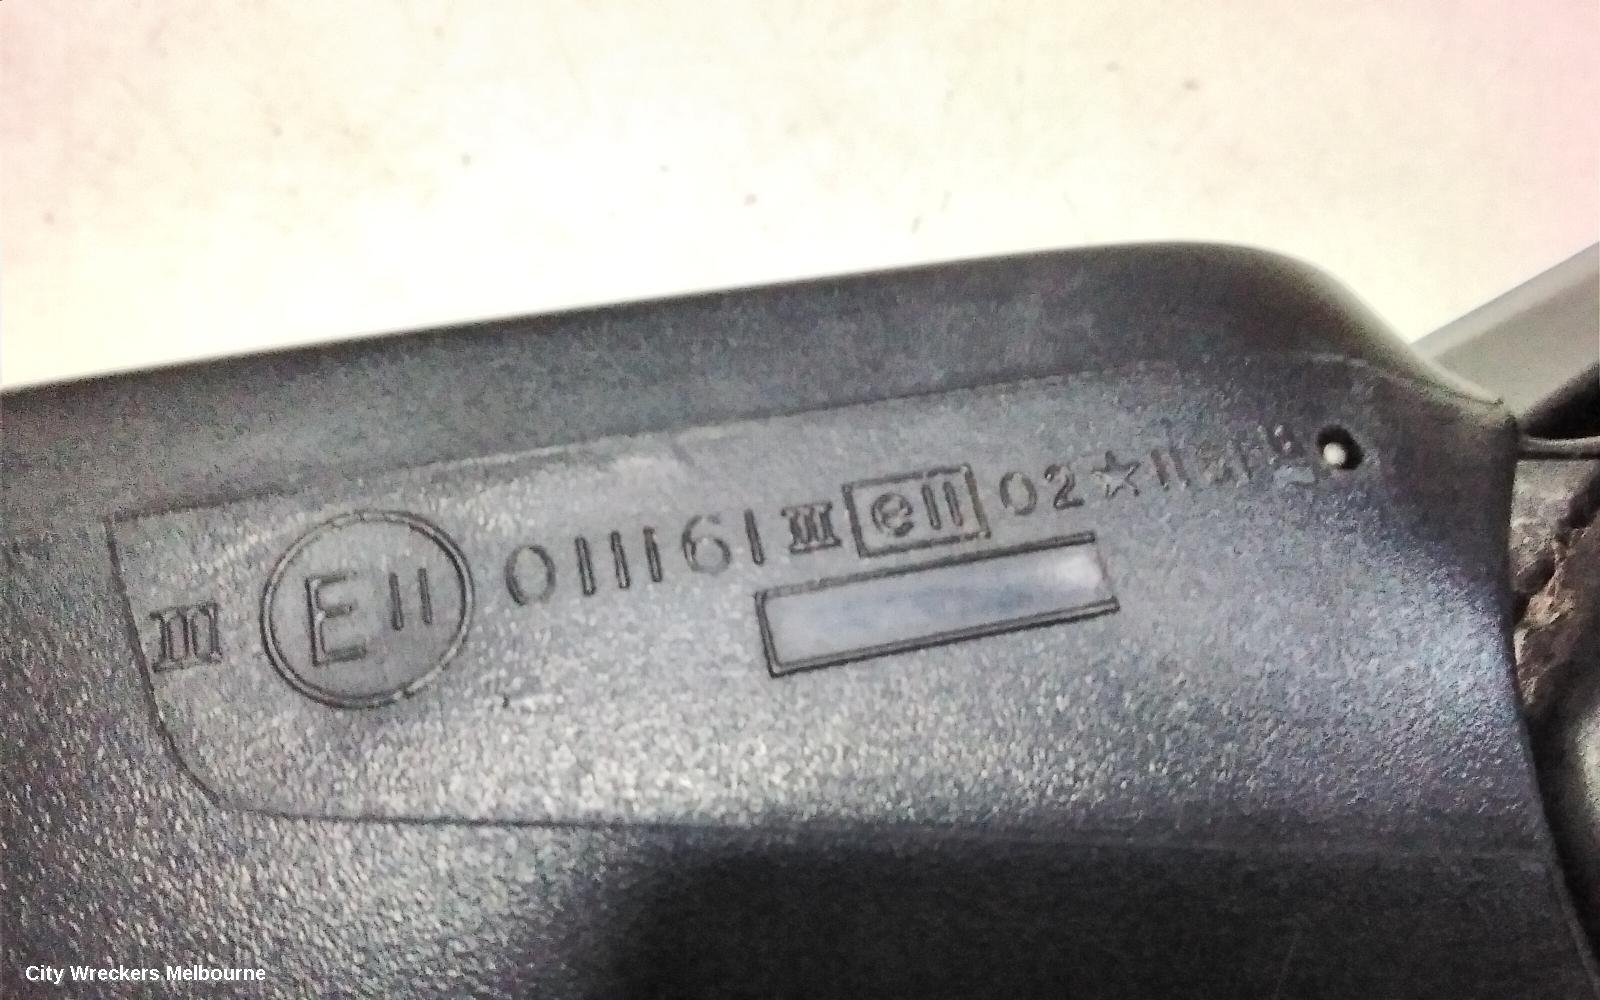 III E11 011161 III e11 02☆
City Wreckers Melbourne